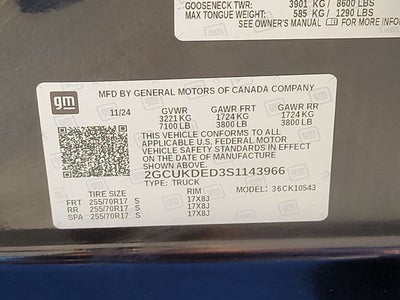 GOOSENECK TWR: 3901 KG / 8600 LBS
MAX TONGUE WEIGHT: 585 KG / 1290 LBS
SEE OWNER'S MANUAL FOR MORE INFORMATION
gm
MFD BY GENERAL MOTORS OF CANADA COMPANY
11/24 GVWR GAWR FRT GAWR RR
3221 KG 1724 KG 1724 KG
7100 LB 3800 LB 3800 LB
THIS VEHICLE CONFORMS TO ALL APPLICABLE
U.S. FEDERAL MOTOR VEHICLE SAFETY STANDARDS
IN EFFECT ON THE DATE OF MANUFACTURE
SHOWN ABOVE.
2GCUKDED3S1143966
TYPE: TRUCK MODEL: 36CK10543
TIRE SIZE RIM
FRT 255/70R17 S 17X8J
RR 255/70R17 S 17X8J
SPA 255/70R17 S 17X8J